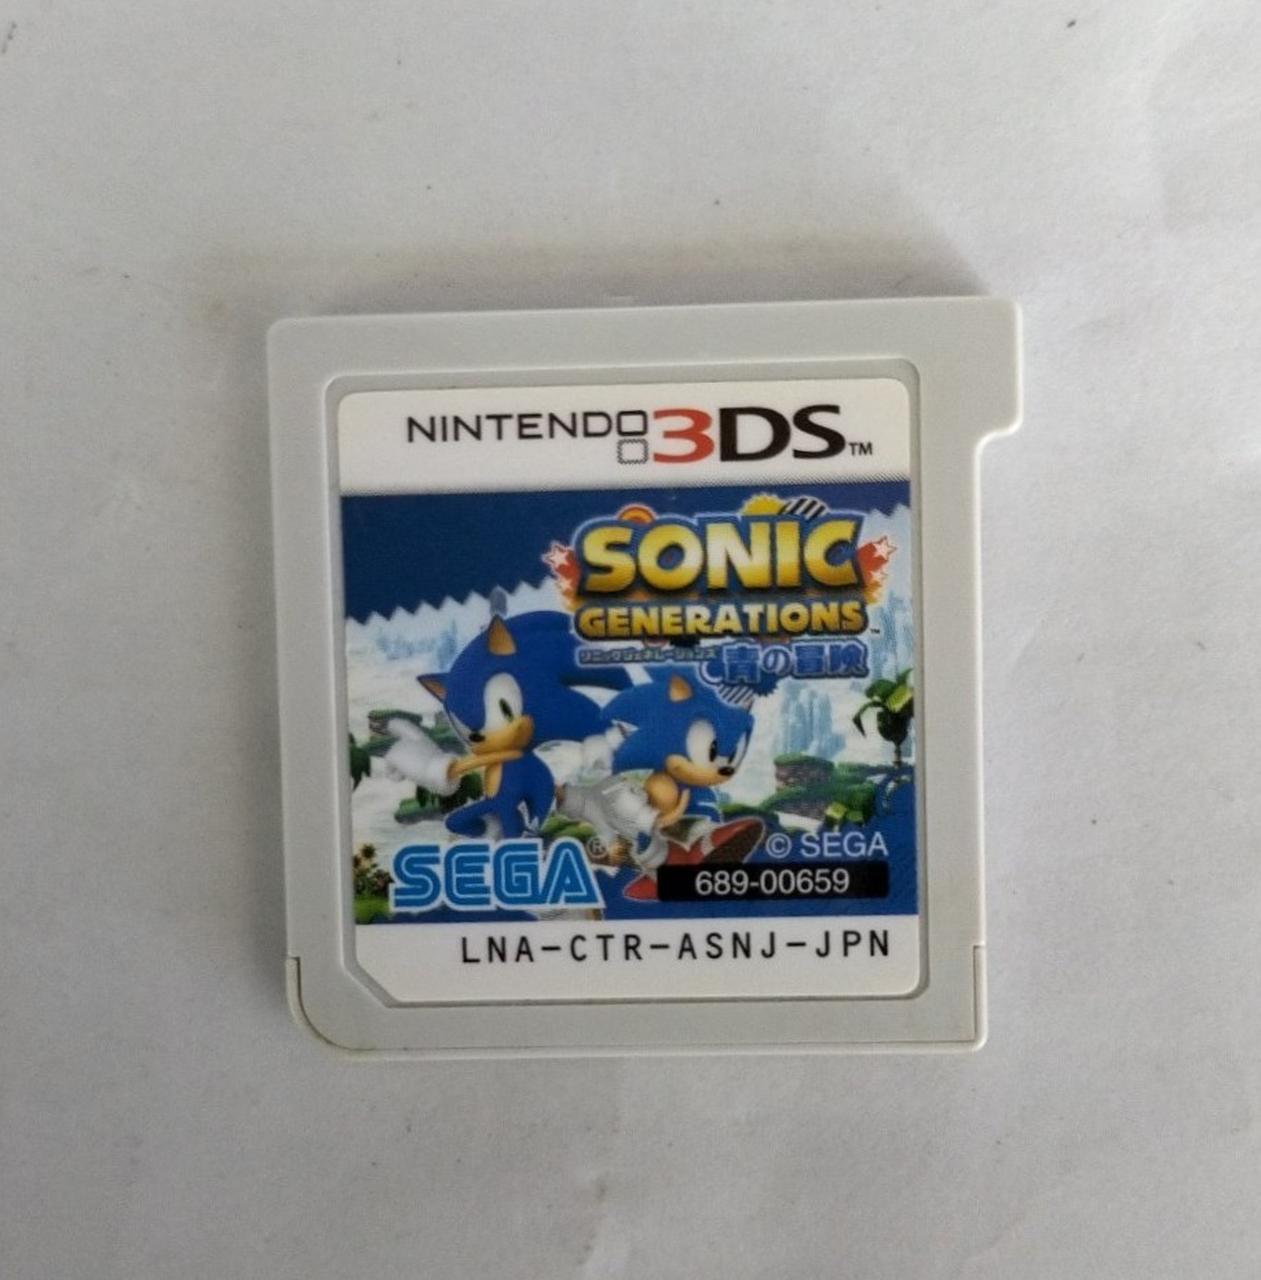 NINTENDO 3DS™
SONIC
GENERATIONS™
ソニック ジェネレーションズ 青の冒険
SEGA®
© SEGA
689-00659
LNA-CTR-ASNJ-JPN